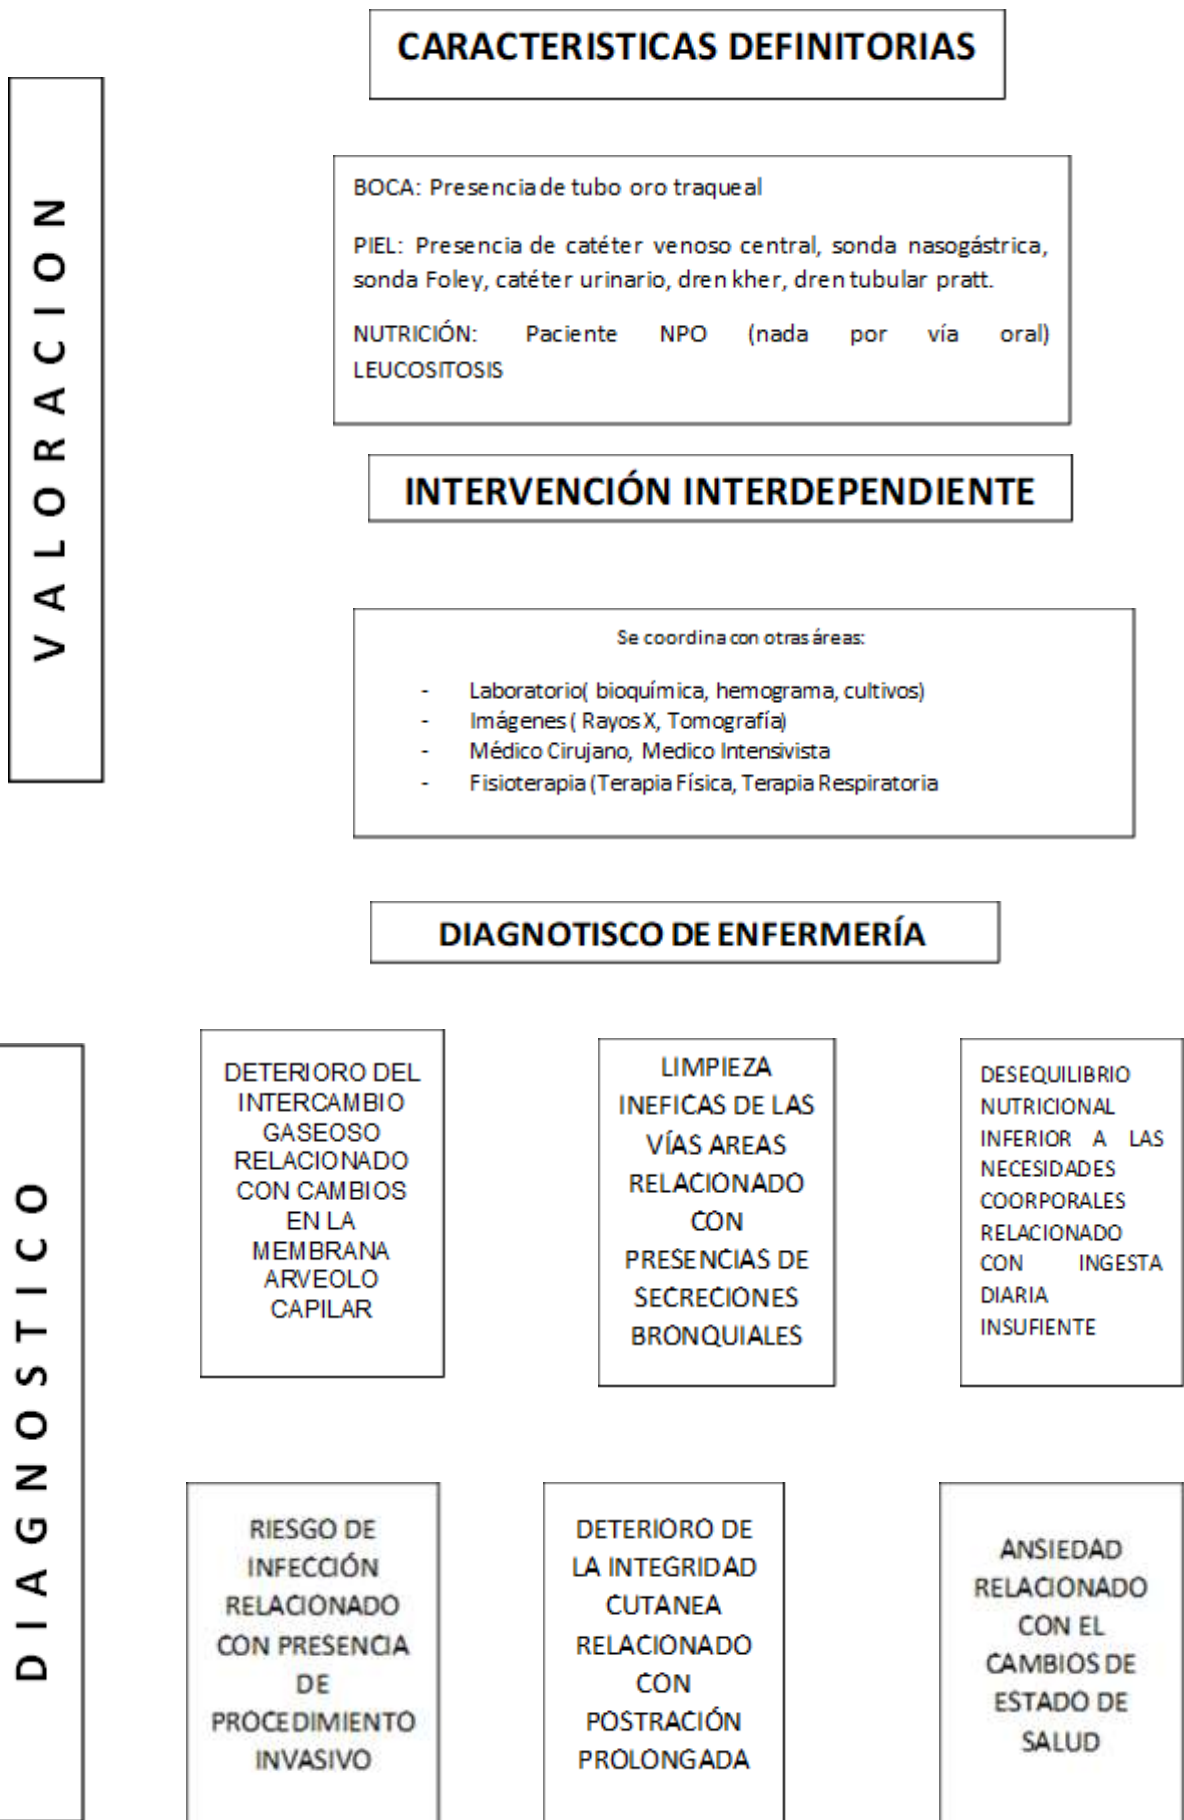 CARACTERISTICAS DEFINITORIAS
VALORACION
BOCA: Presencia de tubo oro traqueal
PIEL: Presencia de catéter venoso central, sonda nasogástrica,
sonda Foley, catéter urinario, dren kher, dren tubular pratt.
NUTRICIÓN: Paciente NPO (nada por vía oral)
LEUCOSITOSIS
INTERVENCIÓN INTERDEPENDIENTE
Se coordina con otras áreas:
- Laboratorio( bioquímica, hemograma, cultivos)
- Imágenes ( Rayos X, Tomografía)
- Médico Cirujano, Medico Intensivista
- Fisioterapia (Terapia Física, Terapia Respiratoria
DIAGNOTISCO DE ENFERMERÍA
DIAGNOSTICO
DETERIORO DEL
INTERCAMBIO
GASEOSO
RELACIONADO
CON CAMBIOS
EN LA
MEMBRANA
ARVEOLO
CAPILAR
LIMPIEZA
INEFICAS DE LAS
VÍAS AREAS
RELACIONADO
CON
PRESENCIAS DE
SECRECIONES
BRONQUIALES
DESEQUILIBRIO
NUTRICIONAL
INFERIOR A LAS
NECESIDADES
COORPORALES
RELACIONADO
CON INGESTA
DIARIA
INSUFIENTE
RIESGO DE
INFECCIÓN
RELACIONADO
CON PRESENCIA
DE
PROCEDIMIENTO
INVASIVO
DETERIORO DE
LA INTEGRIDAD
CUTANEA
RELACIONADO
CON
POSTRACIÓN
PROLONGADA
ANSIEDAD
RELACIONADO
CON EL
CAMBIOS DE
ESTADO DE
SALUD